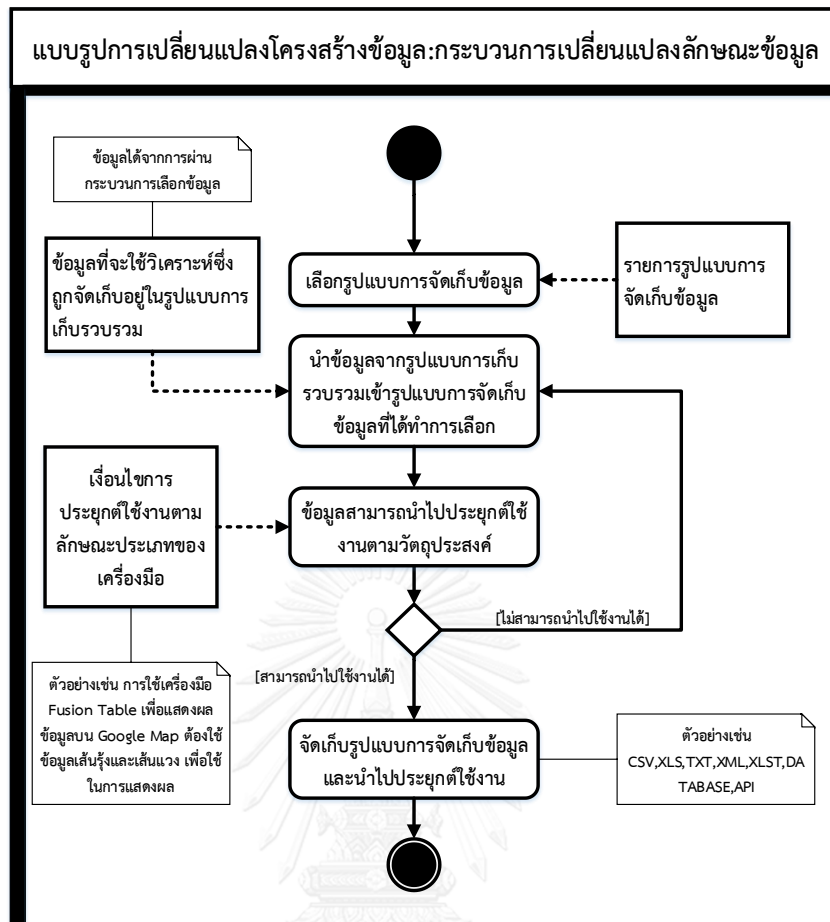 แบบรูปการเปลี่ยนแปลงโครงสร้างข้อมูล:กระบวนการเปลี่ยนแปลงลักษณะข้อมูล
ข้อมูลได้จากการผ่าน
กระบวนการเลือกข้อมูล
ข้อมูลที่จะใช้วิเคราะห์ซึ่ง
ถูกจัดเก็บอยู่ในรูปแบบการ
เก็บรวบรวม
เลือกรูปแบบการจัดเก็บข้อมูล
รายการรูปแบบการ
จัดเก็บข้อมูล
นำข้อมูลจากรูปแบบการเก็บ
รวบรวมเข้ารูปแบบการจัดเก็บ
ข้อมูลที่ได้ทำการเลือก
เงื่อนไขการ
ประยุกต์ใช้งานตาม
ลักษณะประเภทของ
เครื่องมือ
ข้อมูลสามารถนำไปประยุกต์ใช้
งานตามวัตถุประสงค์
[ไม่สามารถนำไปใช้งานได้]
[สามารถนำไปใช้งานได้]
ตัวอย่างเช่น การใช้เครื่องมือ
Fusion Table เพื่อแสดงผล
ข้อมูลบน Google Map ต้องใช้
ข้อมูลเส้นรุ้งและเส้นแวง เพื่อใช้
ในการแสดงผล
จัดเก็บรูปแบบการจัดเก็บข้อมูล
และนำไปประยุกต์ใช้งาน
ตัวอย่างเช่น
CSV,XLS,TXT,XML,XLST,DA
TABASE,API